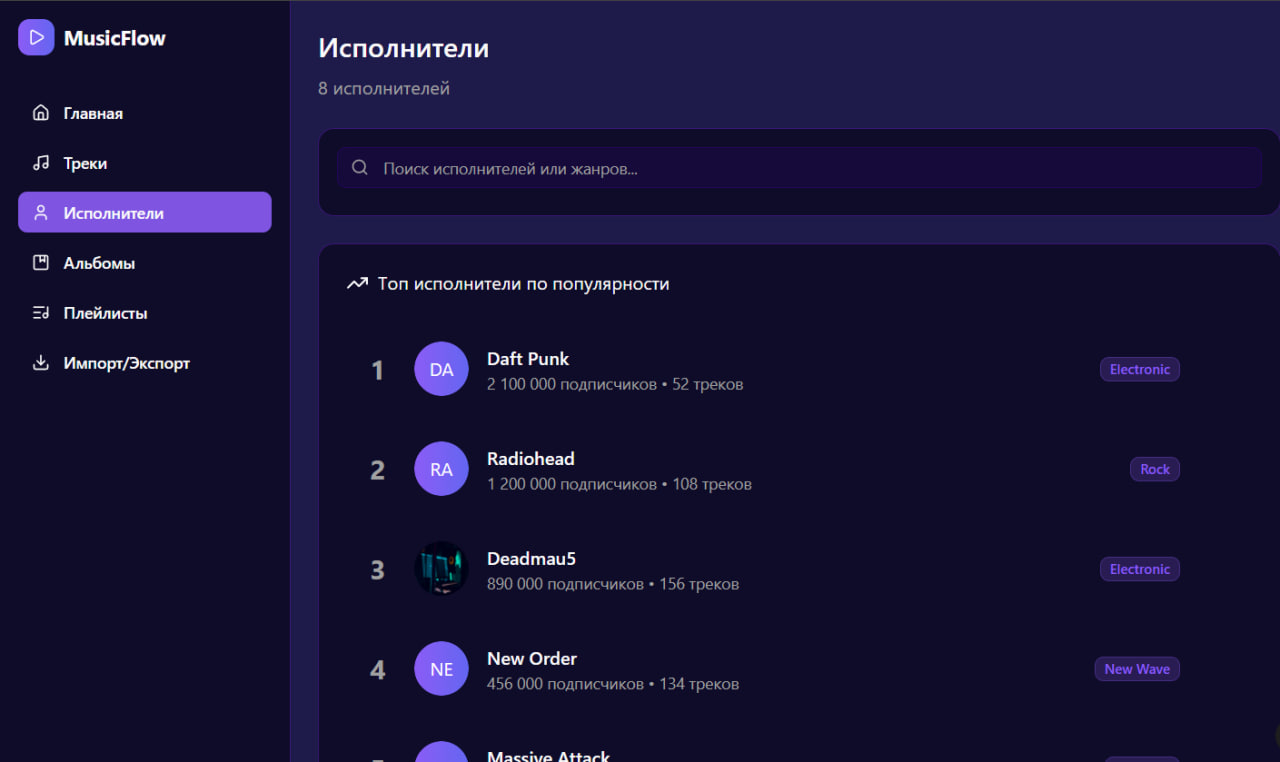 MusicFlow
Главная
Треки
Исполнители
Альбомы
Плейлисты
Импорт/Экспорт
Исполнители
8 исполнителей
Поиск исполнителей или жанров...
Топ исполнители по популярности
1
DA
Daft Punk
2 100 000 подписчиков • 52 треков
Electronic
2
RA
Radiohead
1 200 000 подписчиков • 108 треков
Rock
3
Deadmau5
890 000 подписчиков • 156 треков
Electronic
4
NE
New Order
456 000 подписчиков • 134 треков
New Wave
Massive Attack